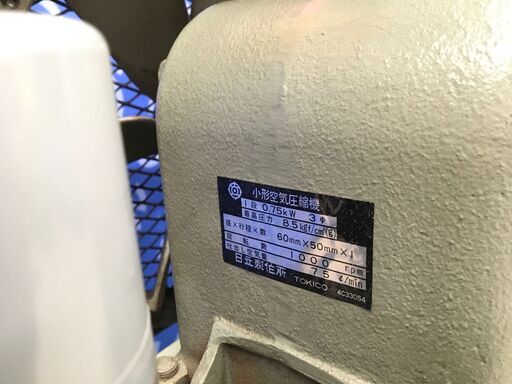 小形空気圧縮機
1段 0.75kW 3Φ
最高圧力 8.5kgf/cm²(g)
径×行程×数 60mm×50mm×1
回転数 1000 rpm
吐出し空気量 75 ℓ/min
日立製作所 TOKICO 4C33054